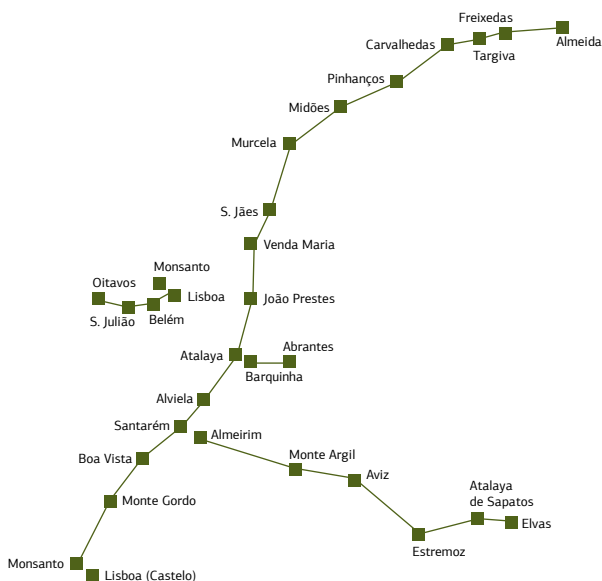 Freixedas
Almeida
Carvalhedas
Targiva
Pinhanços
Midões
Murcela
S. Jães
Venda Maria
Monsanto
Oitavos
Lisboa
João Prestes
Belém
S. Julião
Abrantes
Atalaya
Barquinha
Alviela
Santarém
Almeirim
Boa Vista
Monte Argil
Aviz
Atalaya
de Sapatos
Monte Gordo
Elvas
Estremoz
Monsanto
Lisboa (Castelo)